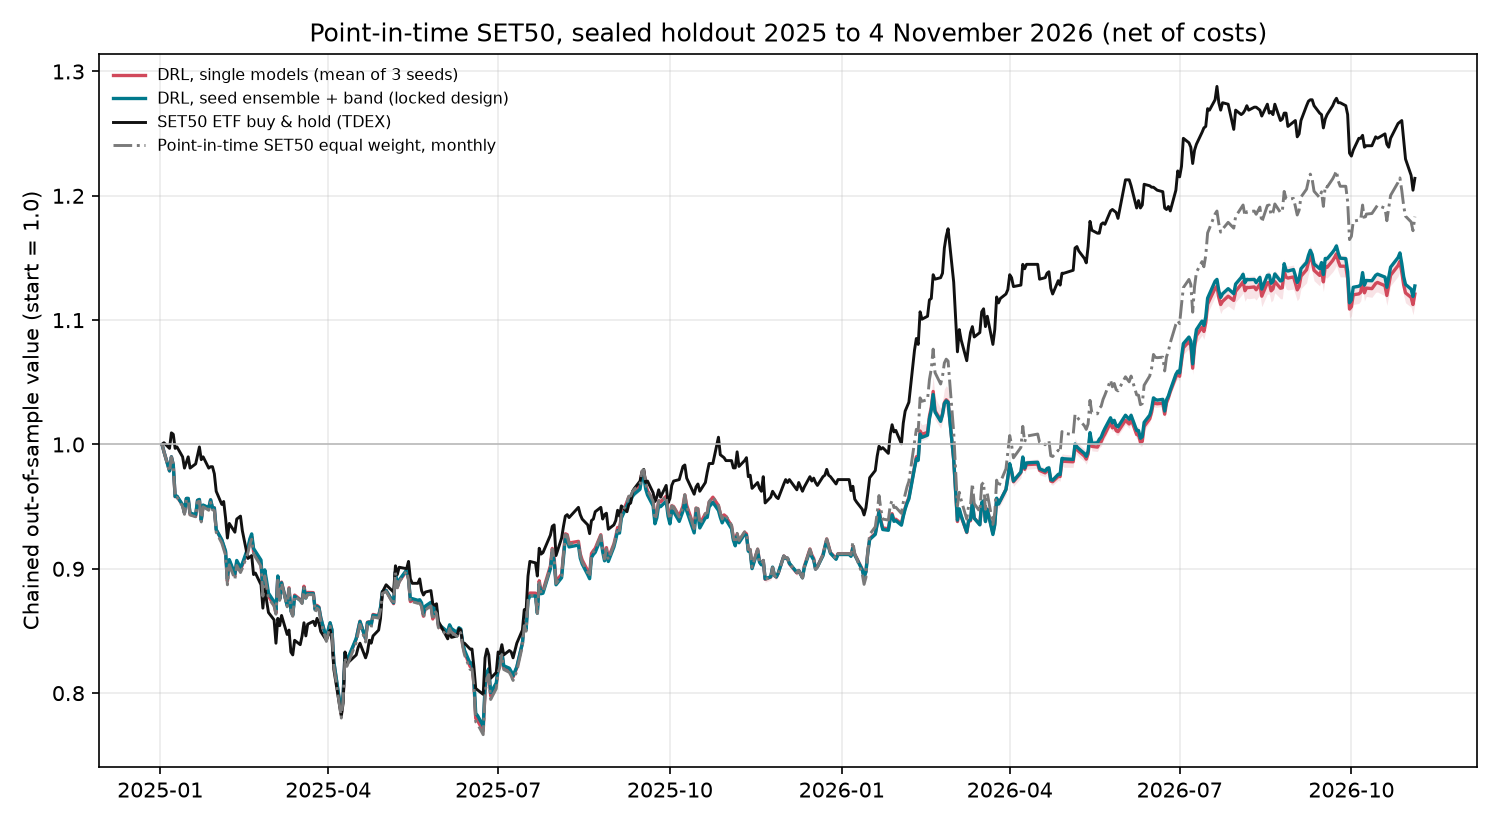 Point-in-time SET50, sealed holdout 2025 to 4 November 2026 (net of costs)
DRL, single models (mean of 3 seeds)
DRL, seed ensemble + band (locked design)
SET50 ETF buy & hold (TDEX)
Point-in-time SET50 equal weight, monthly
Chained out-of-sample value (start = 1.0)
1.3
1.2
1.1
1.0
0.9
0.8
2025-01
2025-04
2025-07
2025-10
2026-01
2026-04
2026-07
2026-10